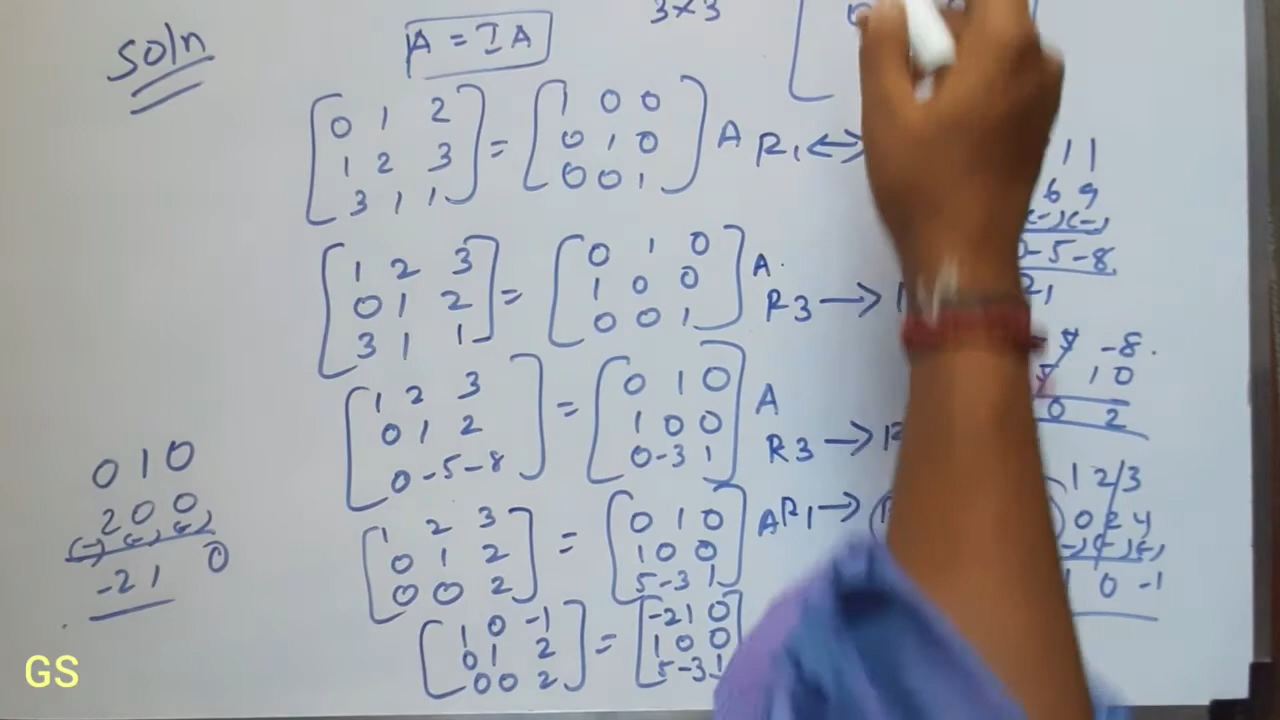 3×3
Soln
A = IA
0 1 2 1 0 0
1 2 3 = 0 1 0 A R1 ↔ 1 1
3 1 1 0 0 1 6 9
(-) (-)
0 -5 -8
1 2 3 0 1 0
0 1 2 = 1 0 0 A.
3 1 1 0 0 1 R3 →
-8.
1 0
0 2
1 2 3 0 1 0
0 1 2 = 1 0 0 A
0 -5 -8 0 -3 1 R3 →
0 1 0
2 0 0
(-) (-) (-)
-2 1 0
1 2 3
0 2 4
1 0 -1
1 2 3 0 1 0
0 1 2 = 1 0 0 A R1 →
0 0 2 5 -3 1
1 0 -1 -2 1 0
0 1 2 = 1 0 0
0 0 2 5 -3 1
GS